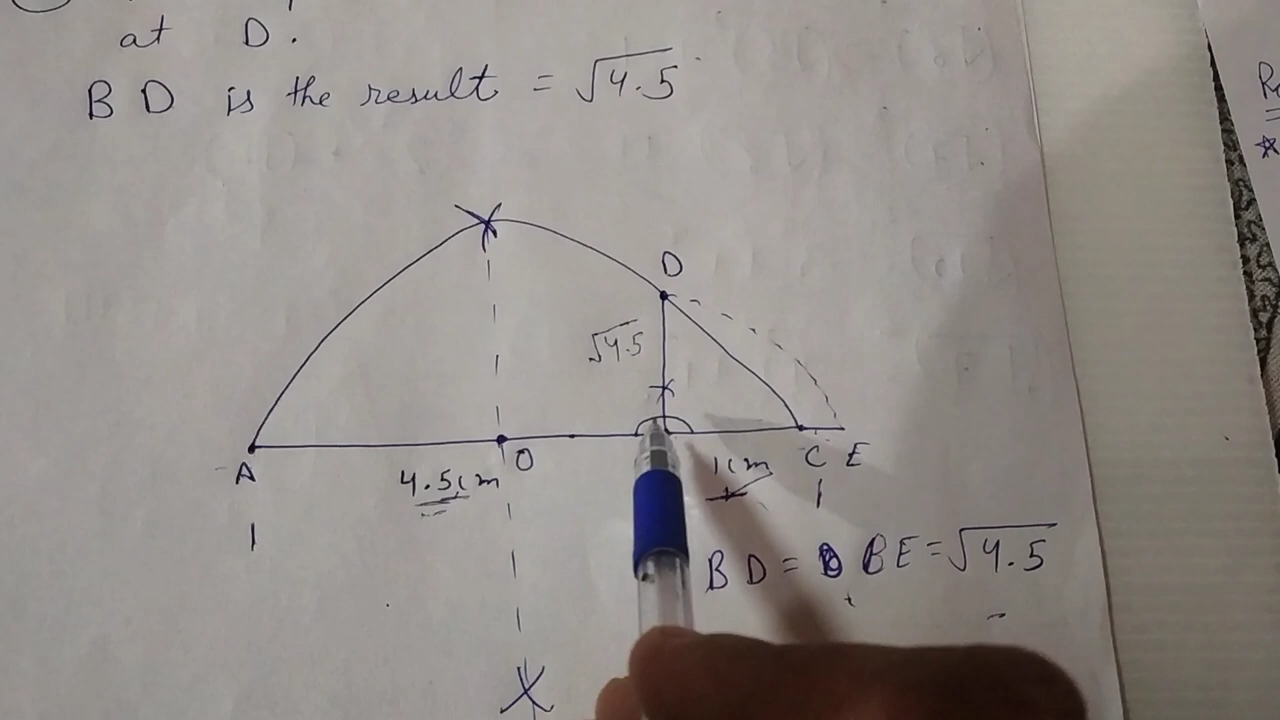 at D.
BD is the result = √4.5
D
√4.5
A
4.5cm
O
1cm
C E
BD = BE = √4.5